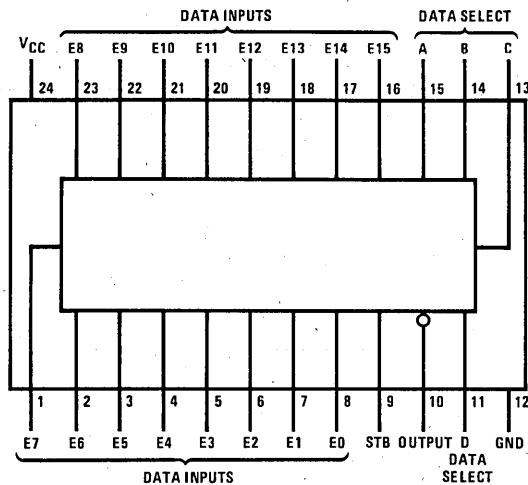 DATA INPUTS DATA SELECT
VCC E8 E9 E10 E11 E12 E13 E14 E15 A B C
24 23 22 21 20 19 18 17 16 15 14 13
1 2 3 4 5 6 7 8 9 10 11 12
E7 E6 E5 E4 E3 E2 E1 E0 STB OUTPUT D GND
DATA INPUTS DATA
SELECT